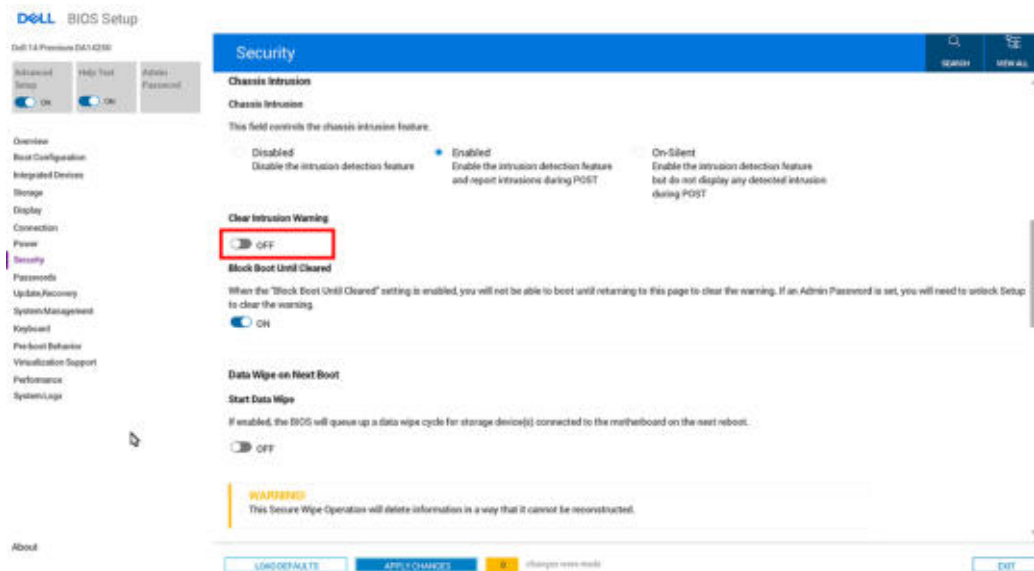 DELL BIOS Setup
Dell 14 Premium DA14250
Advanced Setup
ON
Help Text
ON
Admin Password
Overview
Boot Configuration
Integrated Devices
Storage
Display
Connection
Power
Security
Passwords
Update,Recovery
System Management
Keyboard
Pre-boot Behavior
Virtualization Support
Performance
System Logs
About
Security
SEARCH
VIEW ALL
Chassis Intrusion
Chassis Intrusion
This field controls the chassis intrusion feature.
Disabled
Disable the intrusion detection feature
Enabled
Enable the intrusion detection feature
and report intrusions during POST
On-Silent
Enable the intrusion detection feature
but do not display any detected intrusion
during POST
Clear Intrusion Warning
OFF
Block Boot Until Cleared
When the "Block Boot Until Cleared" setting is enabled, you will not be able to boot until returning to this page to clear the warning. If an Admin Password is set, you will need to unlock Setup
to clear the warning.
ON
Data Wipe on Next Boot
Start Data Wipe
If enabled, the BIOS will queue up a data wipe cycle for storage device(s) connected to the motherboard on the next reboot.
OFF
WARNING!
This Secure Wipe Operation will delete information in a way that it cannot be reconstructed.
LOAD DEFAULTS
APPLY CHANGES
0
changes were made
EXIT